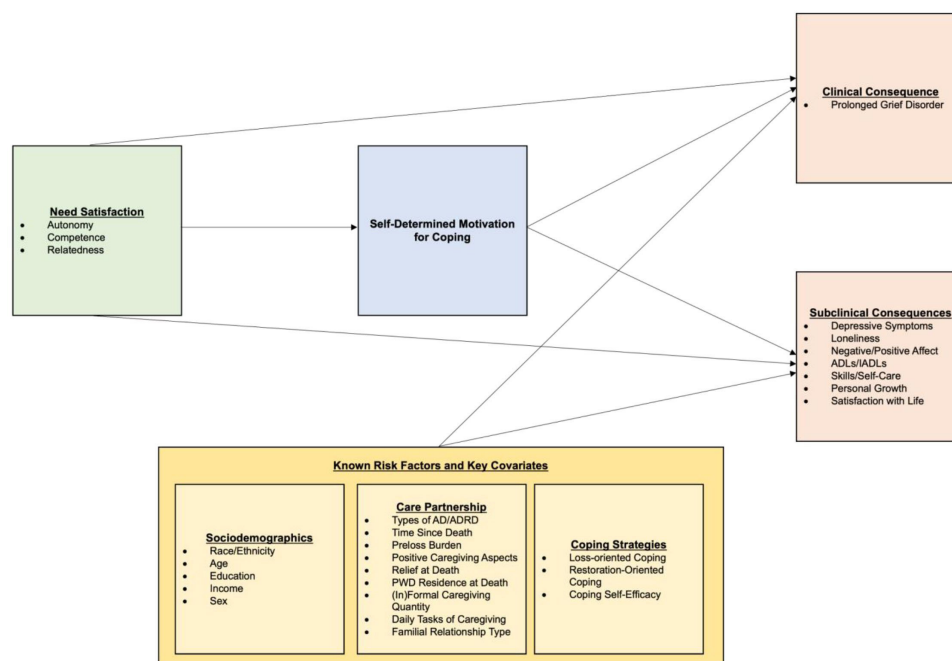 Clinical Consequence
• Prolonged Grief Disorder
Need Satisfaction
• Autonomy
• Competence
• Relatedness
Self-Determined Motivation
for Coping
Subclinical Consequences
• Depressive Symptoms
• Loneliness
• Negative/Positive Affect
• ADLs/IADLs
• Skills/Self-Care
• Personal Growth
• Satisfaction with Life
Known Risk Factors and Key Covariates
Sociodemographics
• Race/Ethnicity
• Age
• Education
• Income
• Sex
Care Partnership
• Types of AD/ADRD
• Time Since Death
• Preloss Burden
• Positive Caregiving Aspects
• Relief at Death
• PWD Residence at Death
• (In)Formal Caregiving
Quantity
• Daily Tasks of Caregiving
• Familial Relationship Type
Coping Strategies
• Loss-oriented Coping
• Restoration-Oriented
Coping
• Coping Self-Efficacy